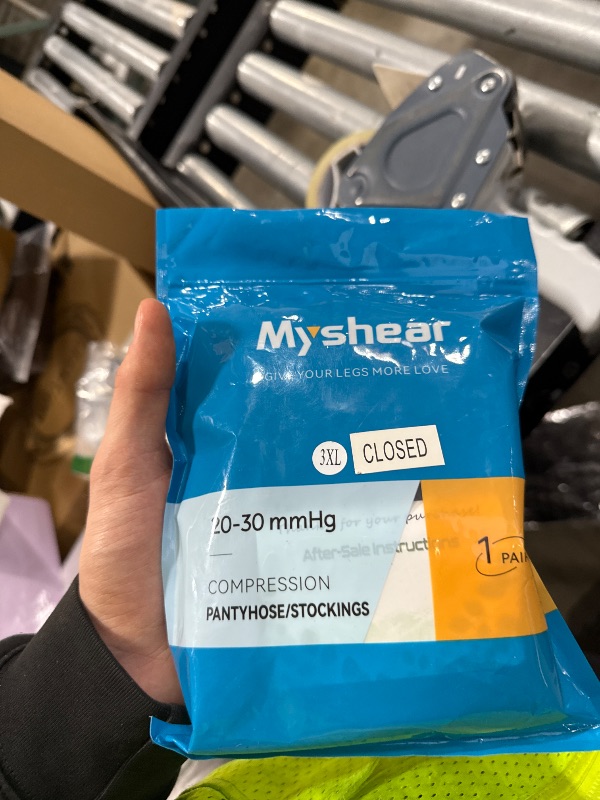 Myshear
GIVE YOUR LEGS MORE LOVE
3XL CLOSED
20-30 mmHg
for your purchase!
After-Sale Instruct
1 PAIR
COMPRESSION
PANTYHOSE/STOCKINGS